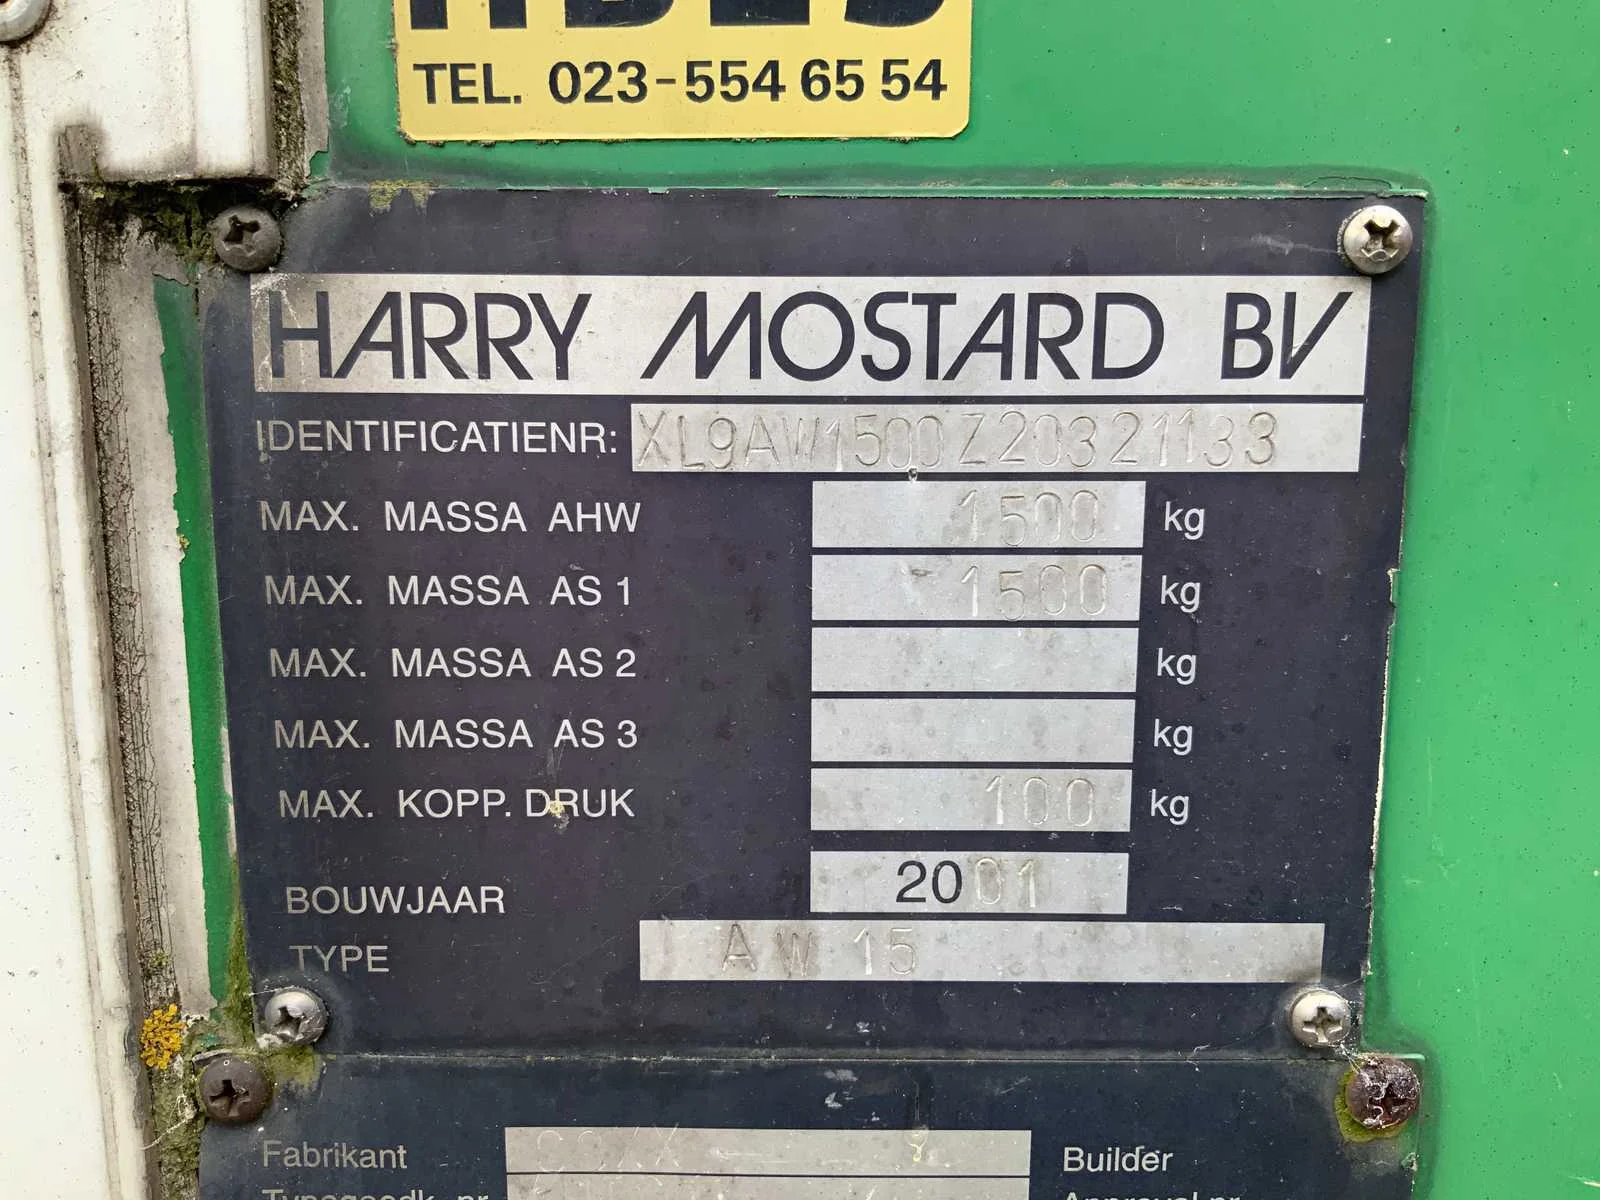 TEL. 023-554 65 54
HARRY MOSTARD BV
IDENTIFICATIENR: XL9AW1500Z20321133
MAX. MASSA AHW 1500 kg
MAX. MASSA AS 1 1500 kg
MAX. MASSA AS 2 kg
MAX. MASSA AS 3 kg
MAX. KOPP. DRUK 100 kg
BOUWJAAR 2001
TYPE AW 15
Fabrikant Builder